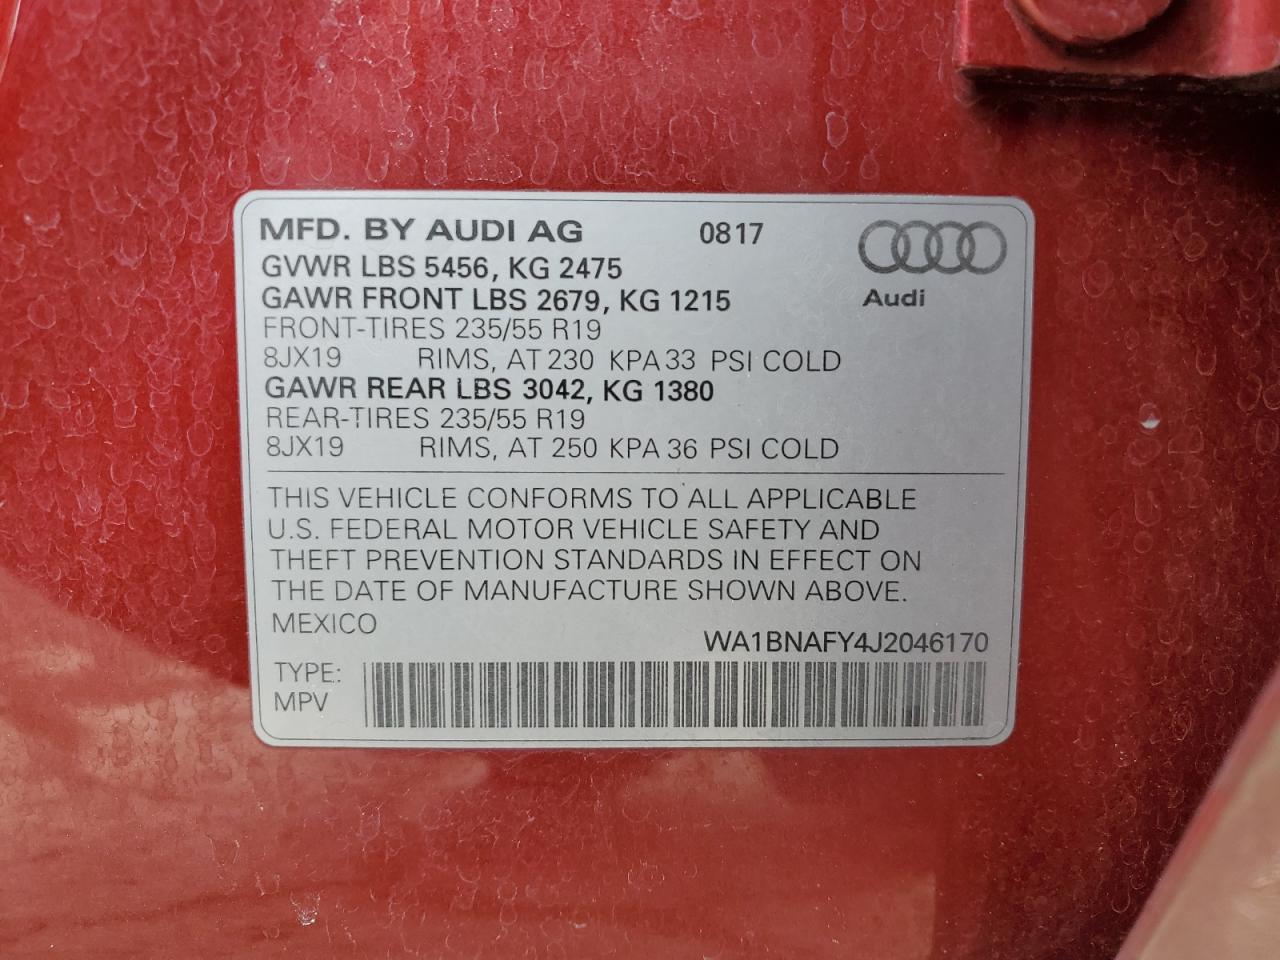 MFD. BY AUDI AG 0817
GVWR LBS 5456, KG 2475
GAWR FRONT LBS 2679, KG 1215
Audi
FRONT-TIRES 235/55 R19
8JX19 RIMS, AT 230 KPA 33 PSI COLD
GAWR REAR LBS 3042, KG 1380
REAR-TIRES 235/55 R19
8JX19 RIMS, AT 250 KPA 36 PSI COLD
THIS VEHICLE CONFORMS TO ALL APPLICABLE
U.S. FEDERAL MOTOR VEHICLE SAFETY AND
THEFT PREVENTION STANDARDS IN EFFECT ON
THE DATE OF MANUFACTURE SHOWN ABOVE.
MEXICO
WA1BNAFY4J2046170
TYPE:
MPV